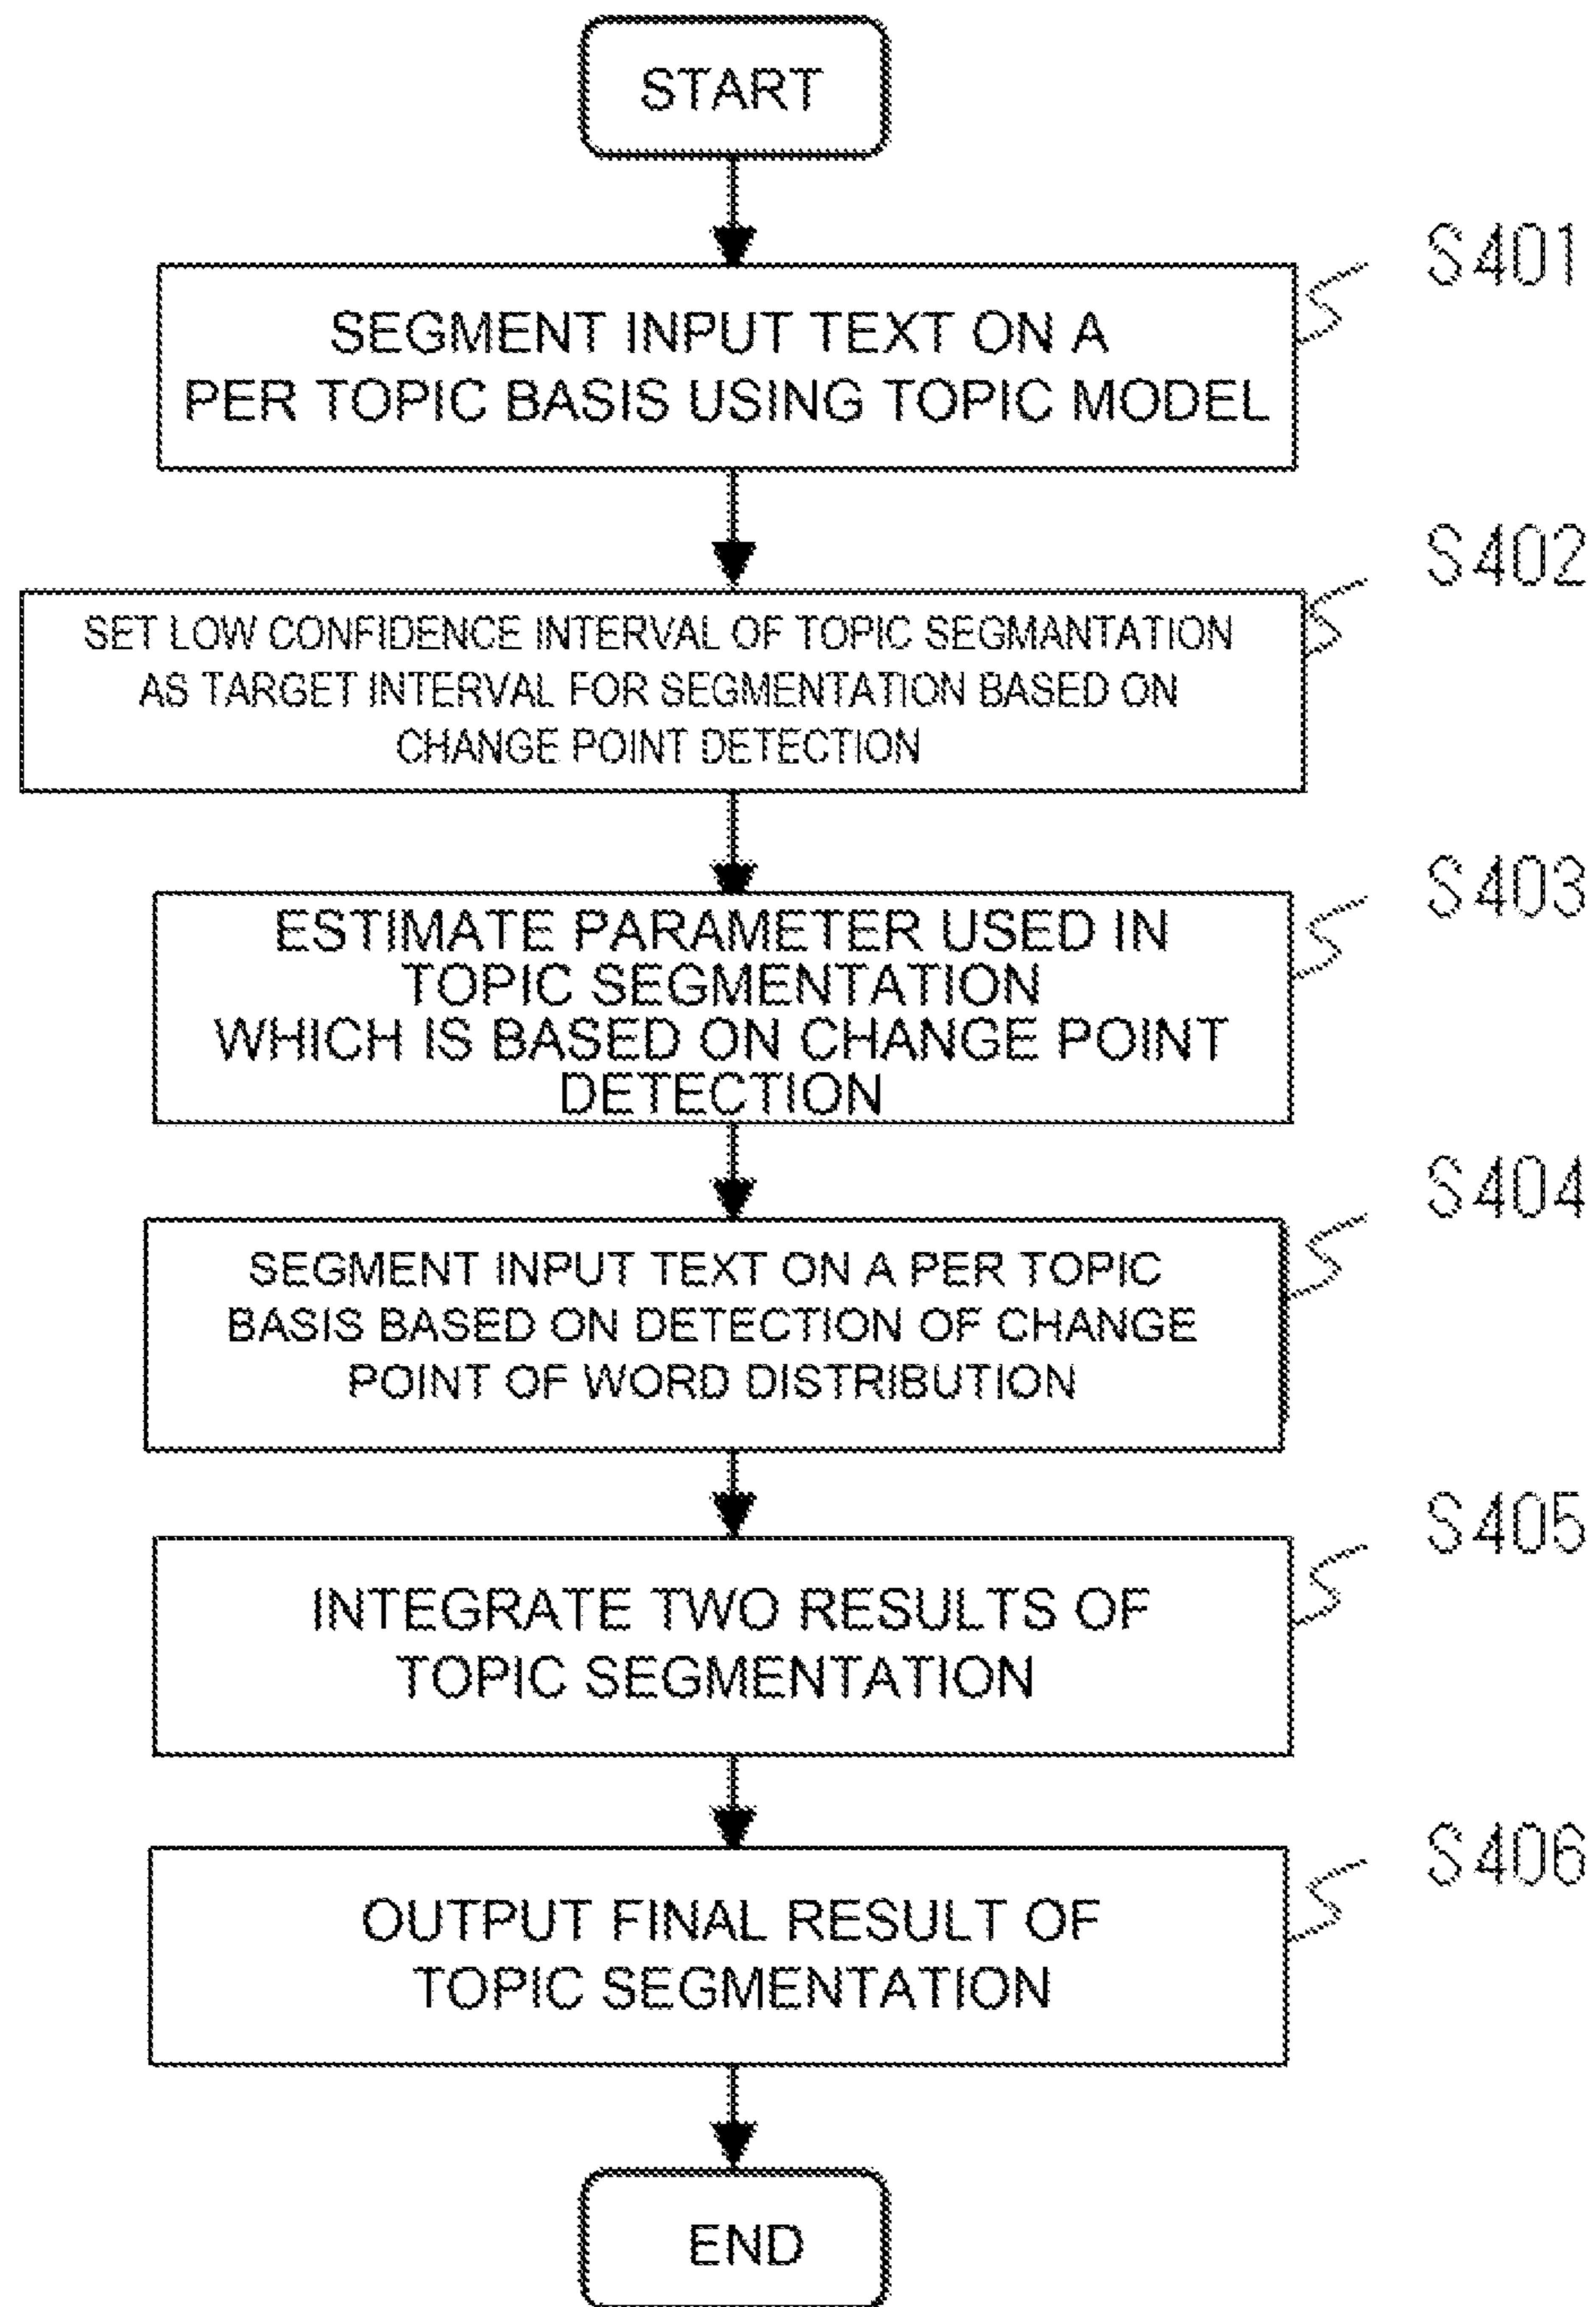 START
S401
SEGMENT INPUT TEXT ON A
PER TOPIC BASIS USING TOPIC MODEL
S402
SET LOW CONFIDENCE INTERVAL OF TOPIC SEGMANTATION
AS TARGET INTERVAL FOR SEGMENTATION BASED ON
CHANGE POINT DETECTION
S403
ESTIMATE PARAMETER USED IN
TOPIC SEGMENTATION
WHICH IS BASED ON CHANGE POINT
DETECTION
S404
SEGMENT INPUT TEXT ON A PER TOPIC
BASIS BASED ON DETECTION OF CHANGE
POINT OF WORD DISTRIBUTION
S405
INTEGRATE TWO RESULTS OF
TOPIC SEGMENTATION
S406
OUTPUT FINAL RESULT OF
TOPIC SEGMENTATION
END